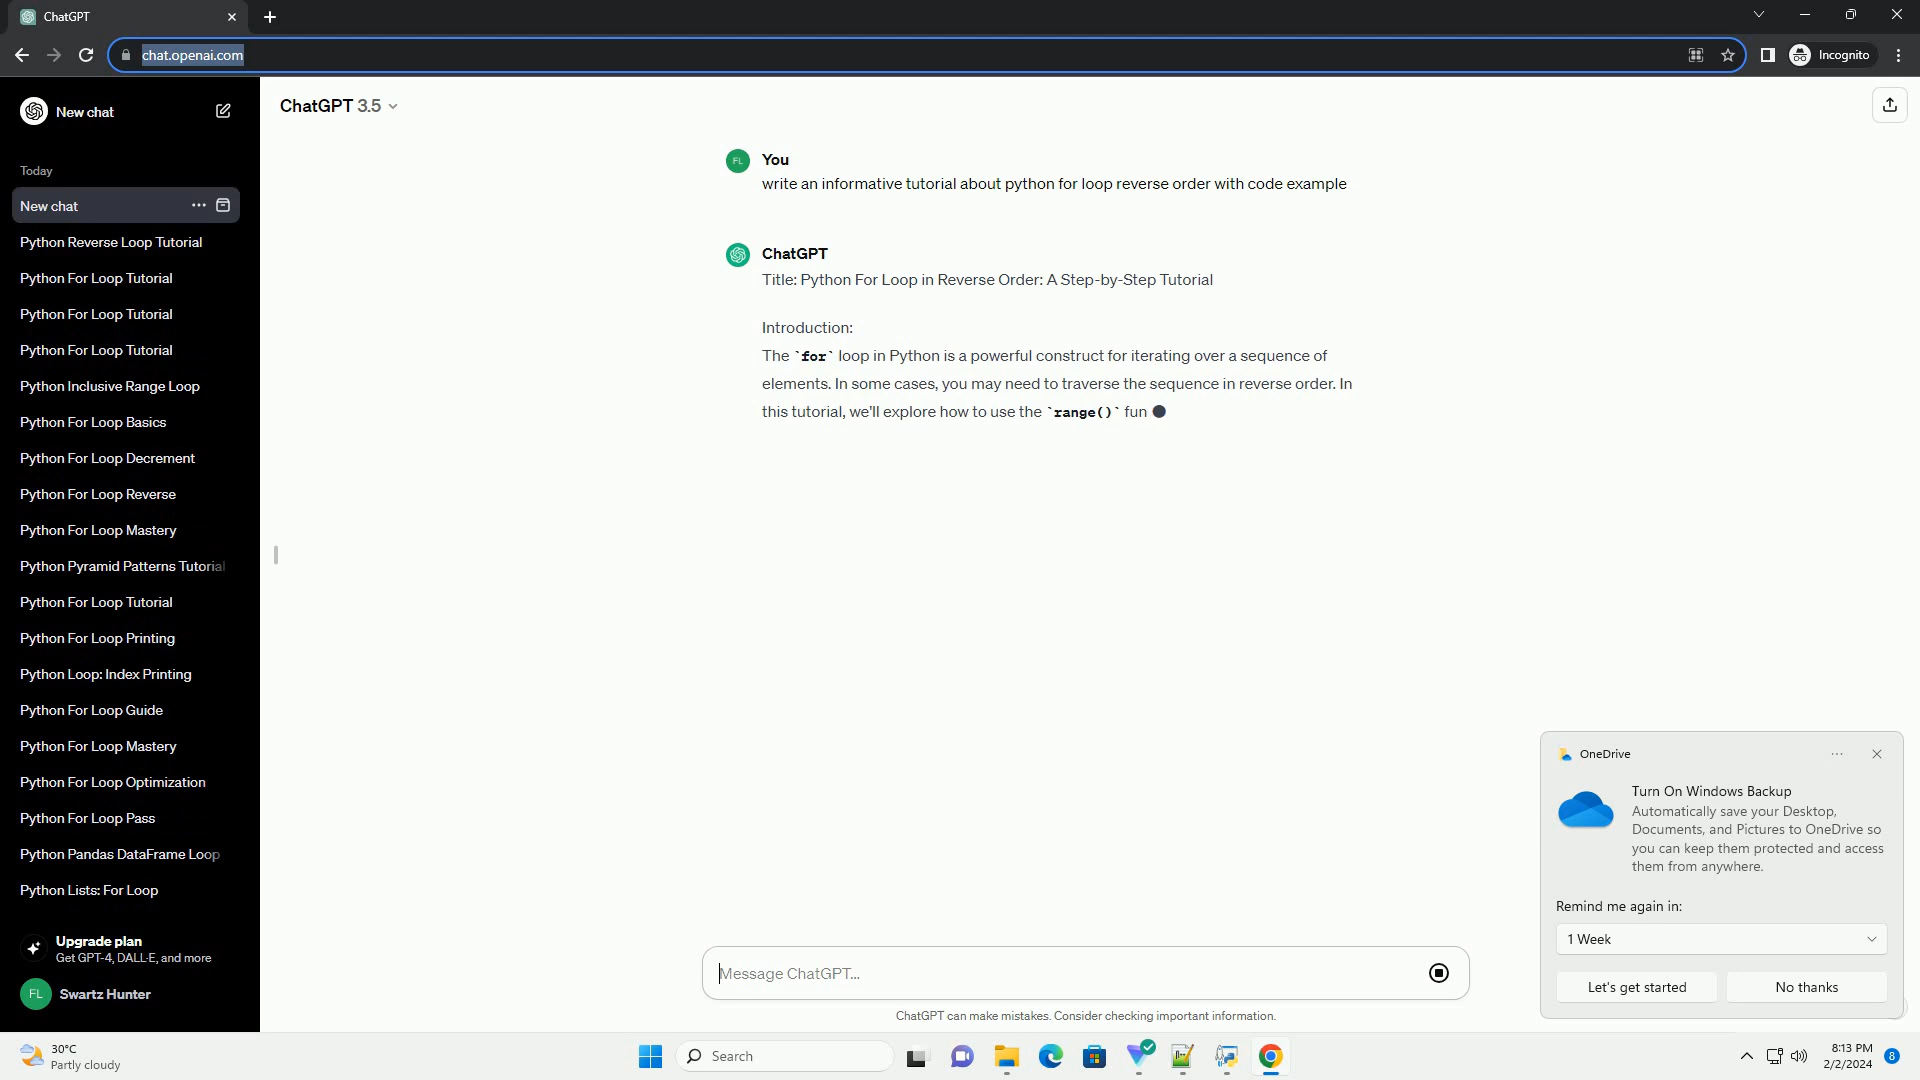 ChatGPT
chat.openai.com
Incognito
New chat
Today
New chat
Python Reverse Loop Tutorial
Python For Loop Tutorial
Python For Loop Tutorial
Python For Loop Tutorial
Python Inclusive Range Loop
Python For Loop Basics
Python For Loop Decrement
Python For Loop Reverse
Python For Loop Mastery
Python Pyramid Patterns Tutorial
Python For Loop Tutorial
Python For Loop Printing
Python Loop: Index Printing
Python For Loop Guide
Python For Loop Mastery
Python For Loop Optimization
Python For Loop Pass
Python Pandas DataFrame Loop
Python Lists: For Loop
Upgrade plan
Get GPT-4, DALL·E, and more
FL Swartz Hunter
ChatGPT 3.5
FL You
write an informative tutorial about python for loop reverse order with code example
ChatGPT
Title: Python For Loop in Reverse Order: A Step-by-Step Tutorial
Introduction:
The `for` loop in Python is a powerful construct for iterating over a sequence of
elements. In some cases, you may need to traverse the sequence in reverse order. In
this tutorial, we'll explore how to use the `range()` fun
Message ChatGPT...
ChatGPT can make mistakes. Consider checking important information.
OneDrive
Turn On Windows Backup
Automatically save your Desktop,
Documents, and Pictures to OneDrive so
you can keep them protected and access
them from anywhere.
Remind me again in:
1 Week
Let's get started
No thanks
30°C
Partly cloudy
Search
8:13 PM
2/2/2024
8